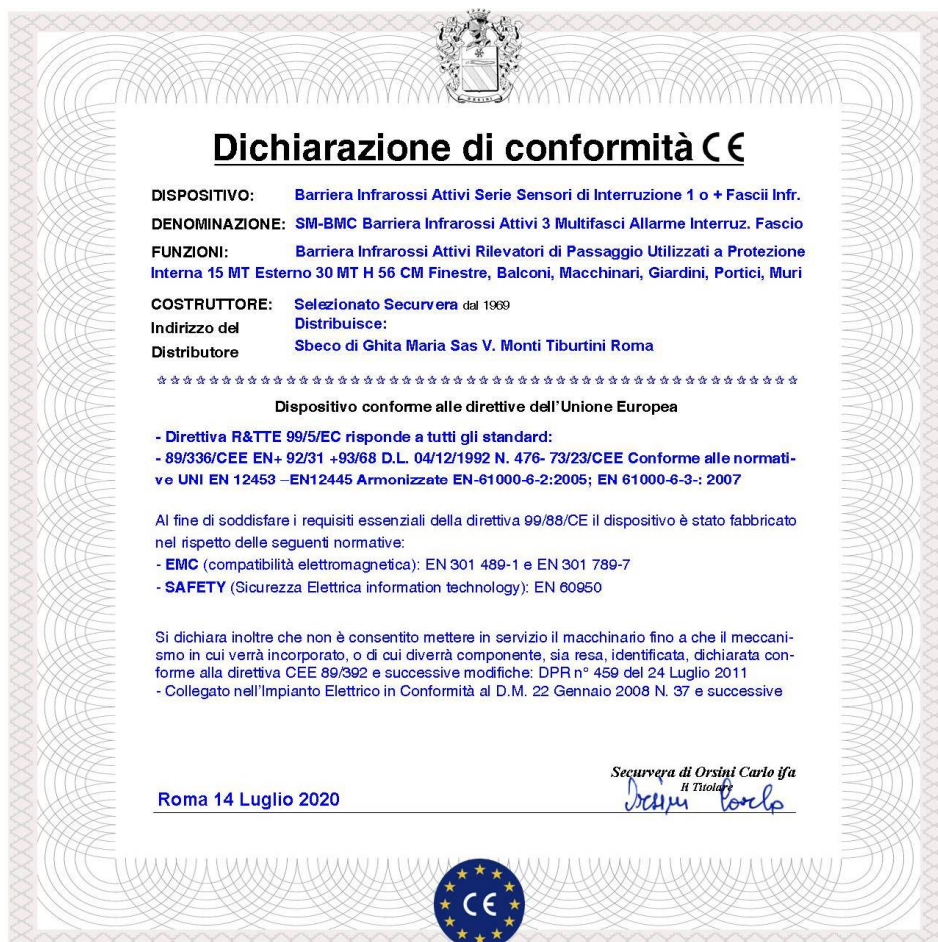 ORSINI
Dichiarazione di conformità CE
DISPOSITIVO: Barriera Infrarossi Attivi Serie Sensori di Interruzione 1 o + Fascii Infr.
DENOMINAZIONE: SM-BMC Barriera Infrarossi Attivi 3 Multifasci Allarme Interruz. Fascio
FUNZIONI: Barriera Infrarossi Attivi Rilevatori di Passaggio Utilizzati a Protezione
Interna 15 MT Esterno 30 MT H 56 CM Finestre, Balconi, Macchinari, Giardini, Portici, Muri
COSTRUTTORE: Selezionato Securvera dal 1969
Indirizzo del Distribuisce:
Distributore Sbeco di Ghita Maria Sas V. Monti Tiburtini Roma
Dispositivo conforme alle direttive dell'Unione Europea
- Direttiva R&TTE 99/5/EC risponde a tutti gli standard:
- 89/336/CEE EN+ 92/31 +93/68 D.L. 04/12/1992 N. 476- 73/23/CEE Conforme alle normati-
ve UNI EN 12453 –EN12445 Armonizzate EN-61000-6-2:2005; EN 61000-6-3-: 2007
Al fine di soddisfare i requisiti essenziali della direttiva 99/88/CE il dispositivo è stato fabbricato
nel rispetto delle seguenti normative:
- EMC (compatibilità elettromagnetica): EN 301 489-1 e EN 301 789-7
- SAFETY (Sicurezza Elettrica information technology): EN 60950
Si dichiara inoltre che non è consentito mettere in servizio il macchinario fino a che il meccani-
smo in cui verrà incorporato, o di cui diverrà componente, sia resa, identificata, dichiarata con-
forme alla direttiva CEE 89/392 e successive modifiche: DPR n° 459 del 24 Luglio 2011
- Collegato nell'Impianto Elettrico in Conformità al D.M. 22 Gennaio 2008 N. 37 e successive
Securvera di Orsini Carlo ifa
Il Titolare
Orsini Carlo
Roma 14 Luglio 2020
CE